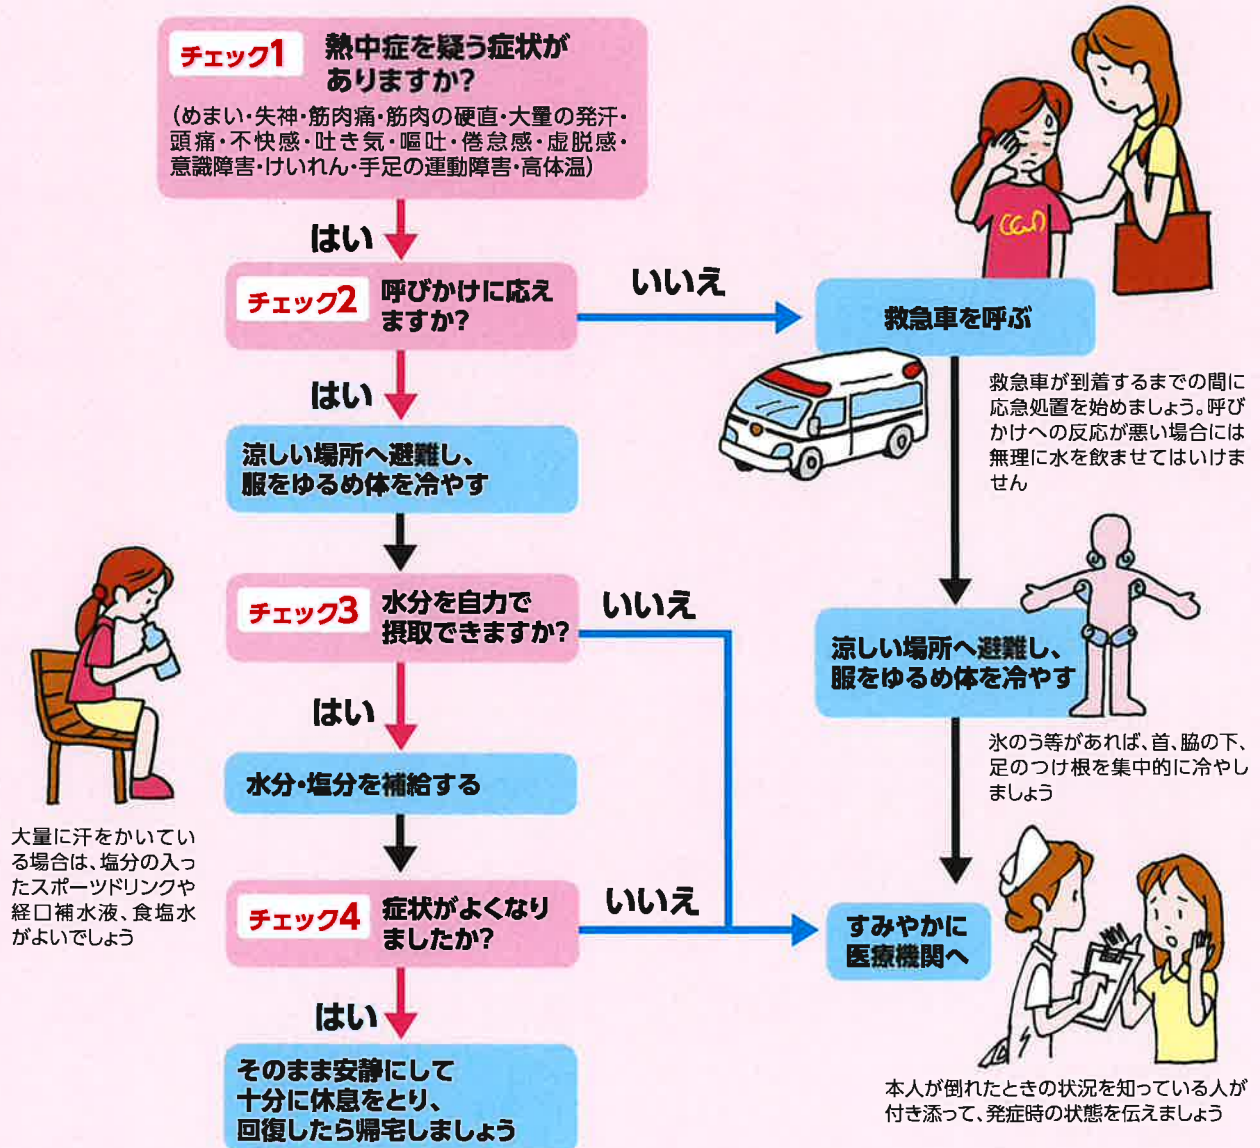 チェック1 熱中症を疑う症状が
ありますか?
(めまい・失神・筋肉痛・筋肉の硬直・大量の発汗・
頭痛・不快感・吐き気・嘔吐・倦怠感・虚脱感・
意識障害・けいれん・手足の運動障害・高体温)
はい
チェック2 呼びかけに応え
ますか?
いいえ
救急車を呼ぶ
救急車が到着するまでの間に
応急処置を始めましょう。呼び
かけへの反応が悪い場合には
無理に水を飲ませてはいけま
せん
はい
涼しい場所へ避難し、
服をゆるめ体を冷やす
チェック3 水分を自力で
摂取できますか?
いいえ
涼しい場所へ避難し、
服をゆるめ体を冷やす
氷のう等があれば、首、脇の下、
足のつけ根を集中的に冷やし
ましょう
はい
水分・塩分を補給する
大量に汗をかいてい
る場合は、塩分の入っ
たスポーツドリンクや
経口補水液、食塩水
がよいでしょう
チェック4 症状がよくなり
ましたか?
いいえ
すみやかに
医療機関へ
はい
そのまま安静にして
十分に休息をとり、
回復したら帰宅しましょう
本人が倒れたときの状況を知っている人が
付き添って、発症時の状態を伝えましょう